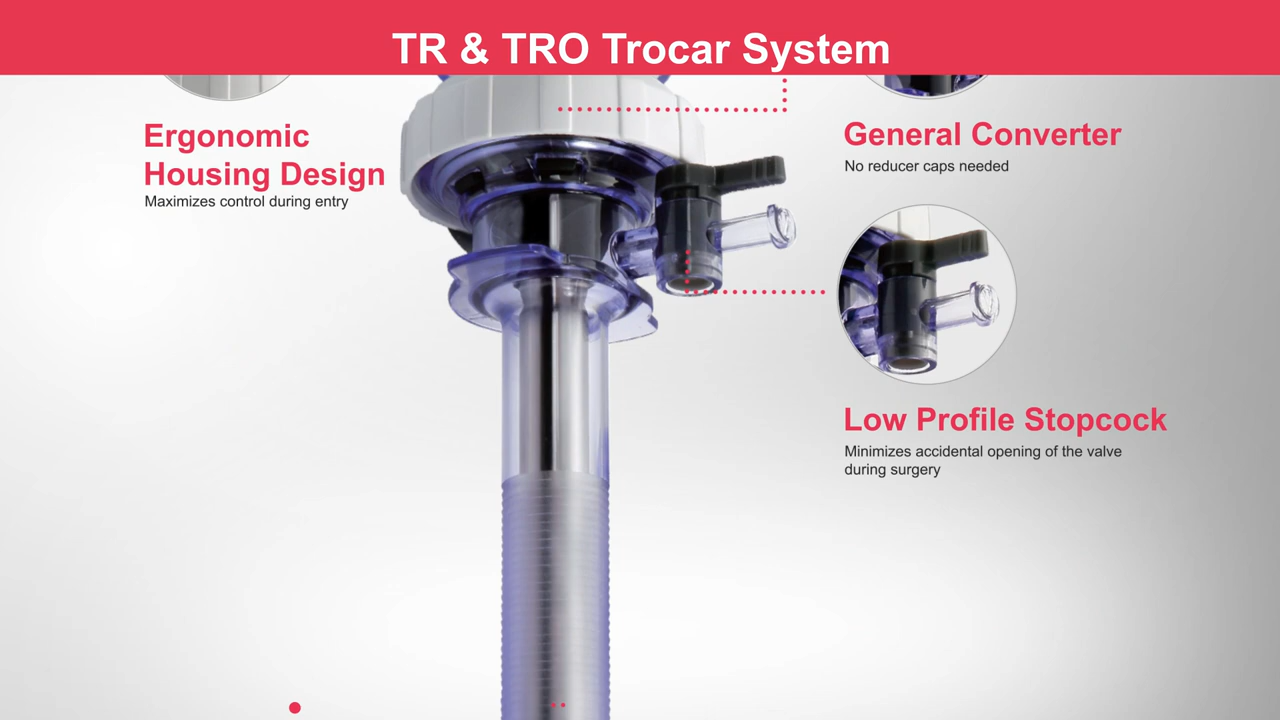 TR & TRO Trocar System
Ergonomic
Housing Design
Maximizes control during entry
General Converter
No reducer caps needed
Low Profile Stopcock
Minimizes accidental opening of the valve
during surgery